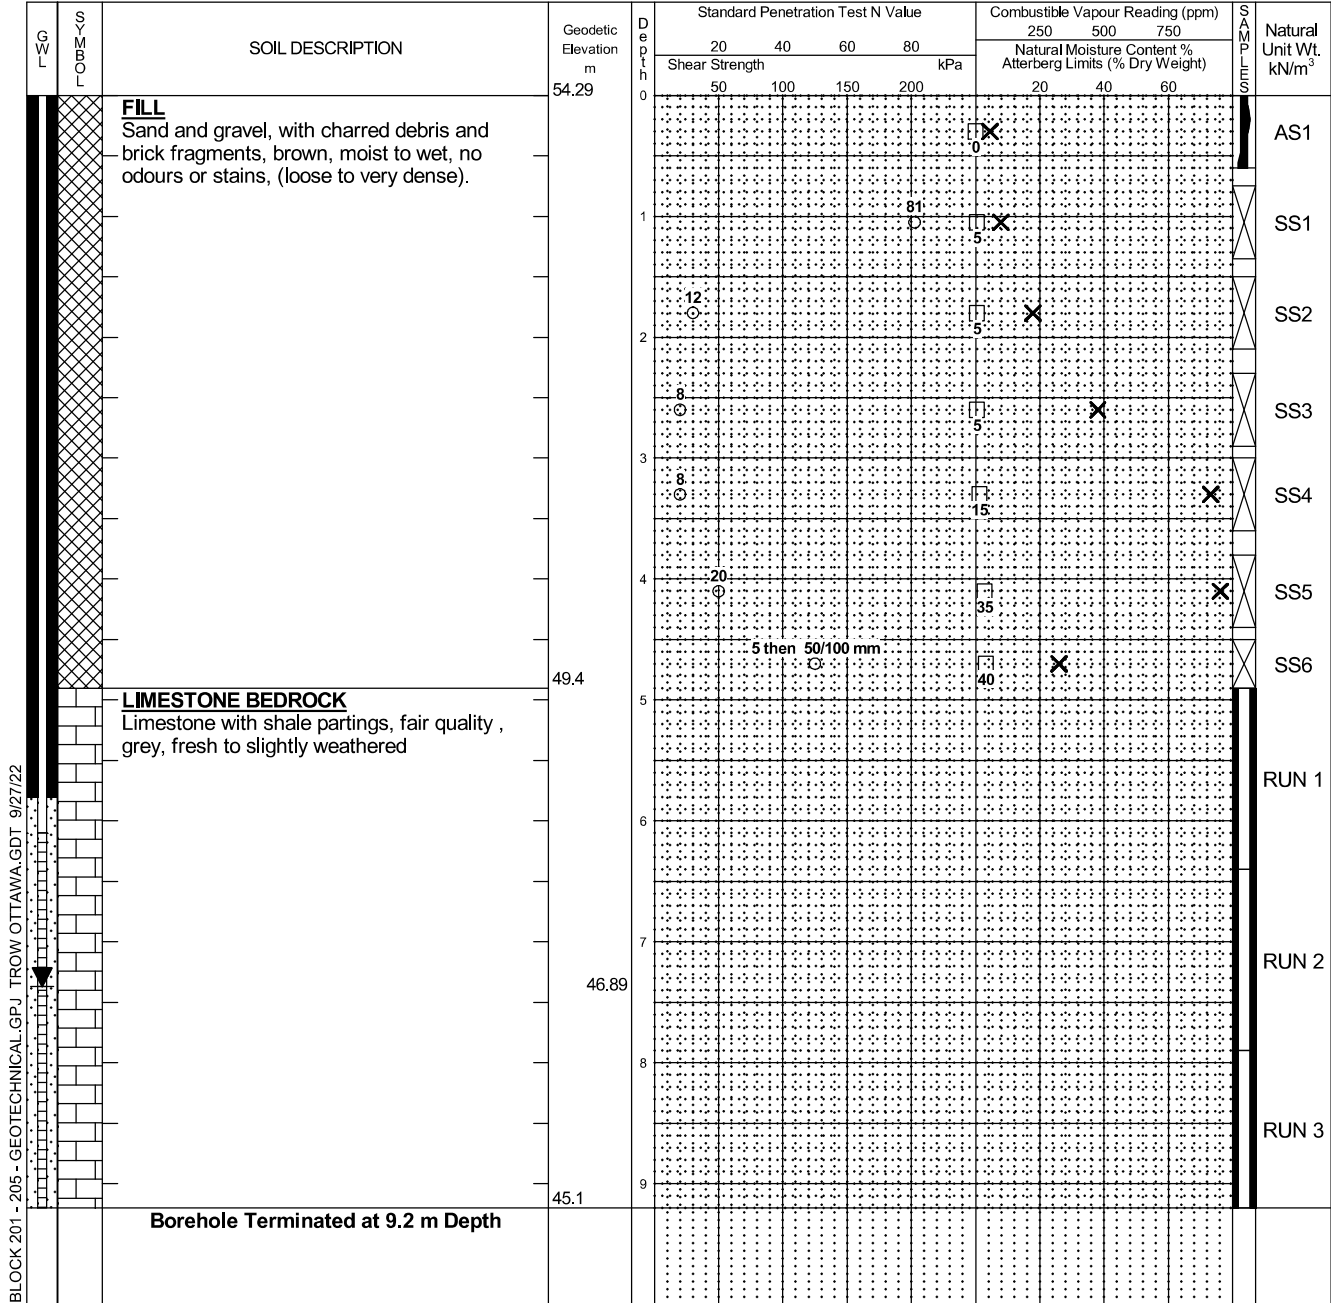 GWL
SYMBOL
SOIL DESCRIPTION
Geodetic
Elevation
m
Depth
Standard Penetration Test N Value
20 40 60 80
Shear Strength kPa
50 100 150 200
Combustible Vapour Reading (ppm)
250 500 750
Natural Moisture Content %
Atterberg Limits (% Dry Weight)
20 40 60
SAMPLES
Natural
Unit Wt.
kN/m³
54.29
0
FILL
Sand and gravel, with charred debris and
brick fragments, brown, moist to wet, no
odours or stains, (loose to very dense).
0
AS1
81
1
5
SS1
12
5
SS2
2
8
5
SS3
3
8
15
SS4
20
4
35
SS5
5 then 50/100 mm
40
SS6
49.4
LIMESTONE BEDROCK
Limestone with shale partings, fair quality ,
grey, fresh to slightly weathered
5
RUN 1
6
7
RUN 2
46.89
8
RUN 3
9
45.1
Borehole Terminated at 9.2 m Depth
BLOCK 201 - 205 - GEOTECHNICAL.GPJ TROW OTTAWA.GDT 9/27/22